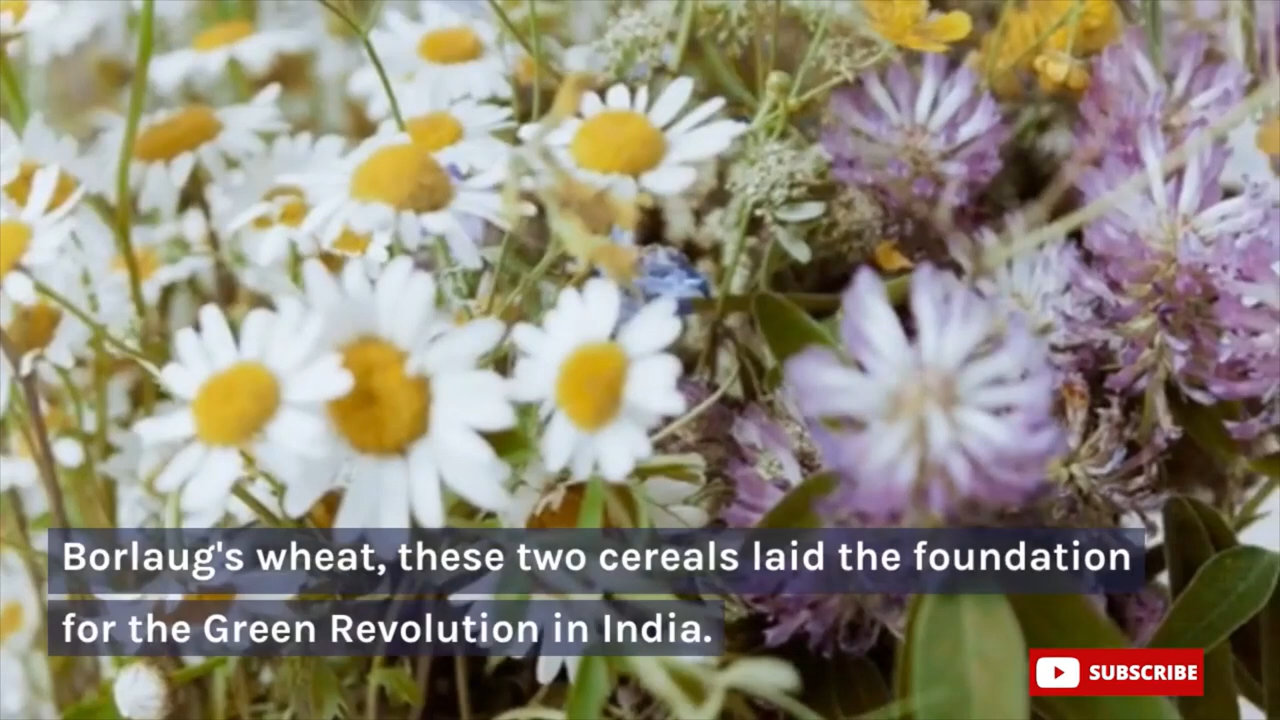 Borlaug's wheat, these two cereals laid the foundation
for the Green Revolution in India.
SUBSCRIBE